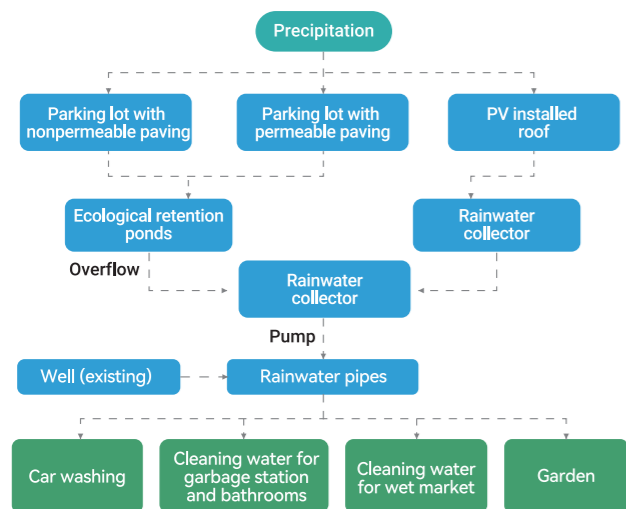 Precipitation
Parking lot with
nonpermeable paving
Parking lot with
permeable paving
PV installed
roof
Ecological retention
ponds
Rainwater
collector
Overflow
Rainwater
collector
Pump
Well (existing)
Rainwater pipes
Car washing
Cleaning water for
garbage station
and bathrooms
Cleaning water
for wet market
Garden